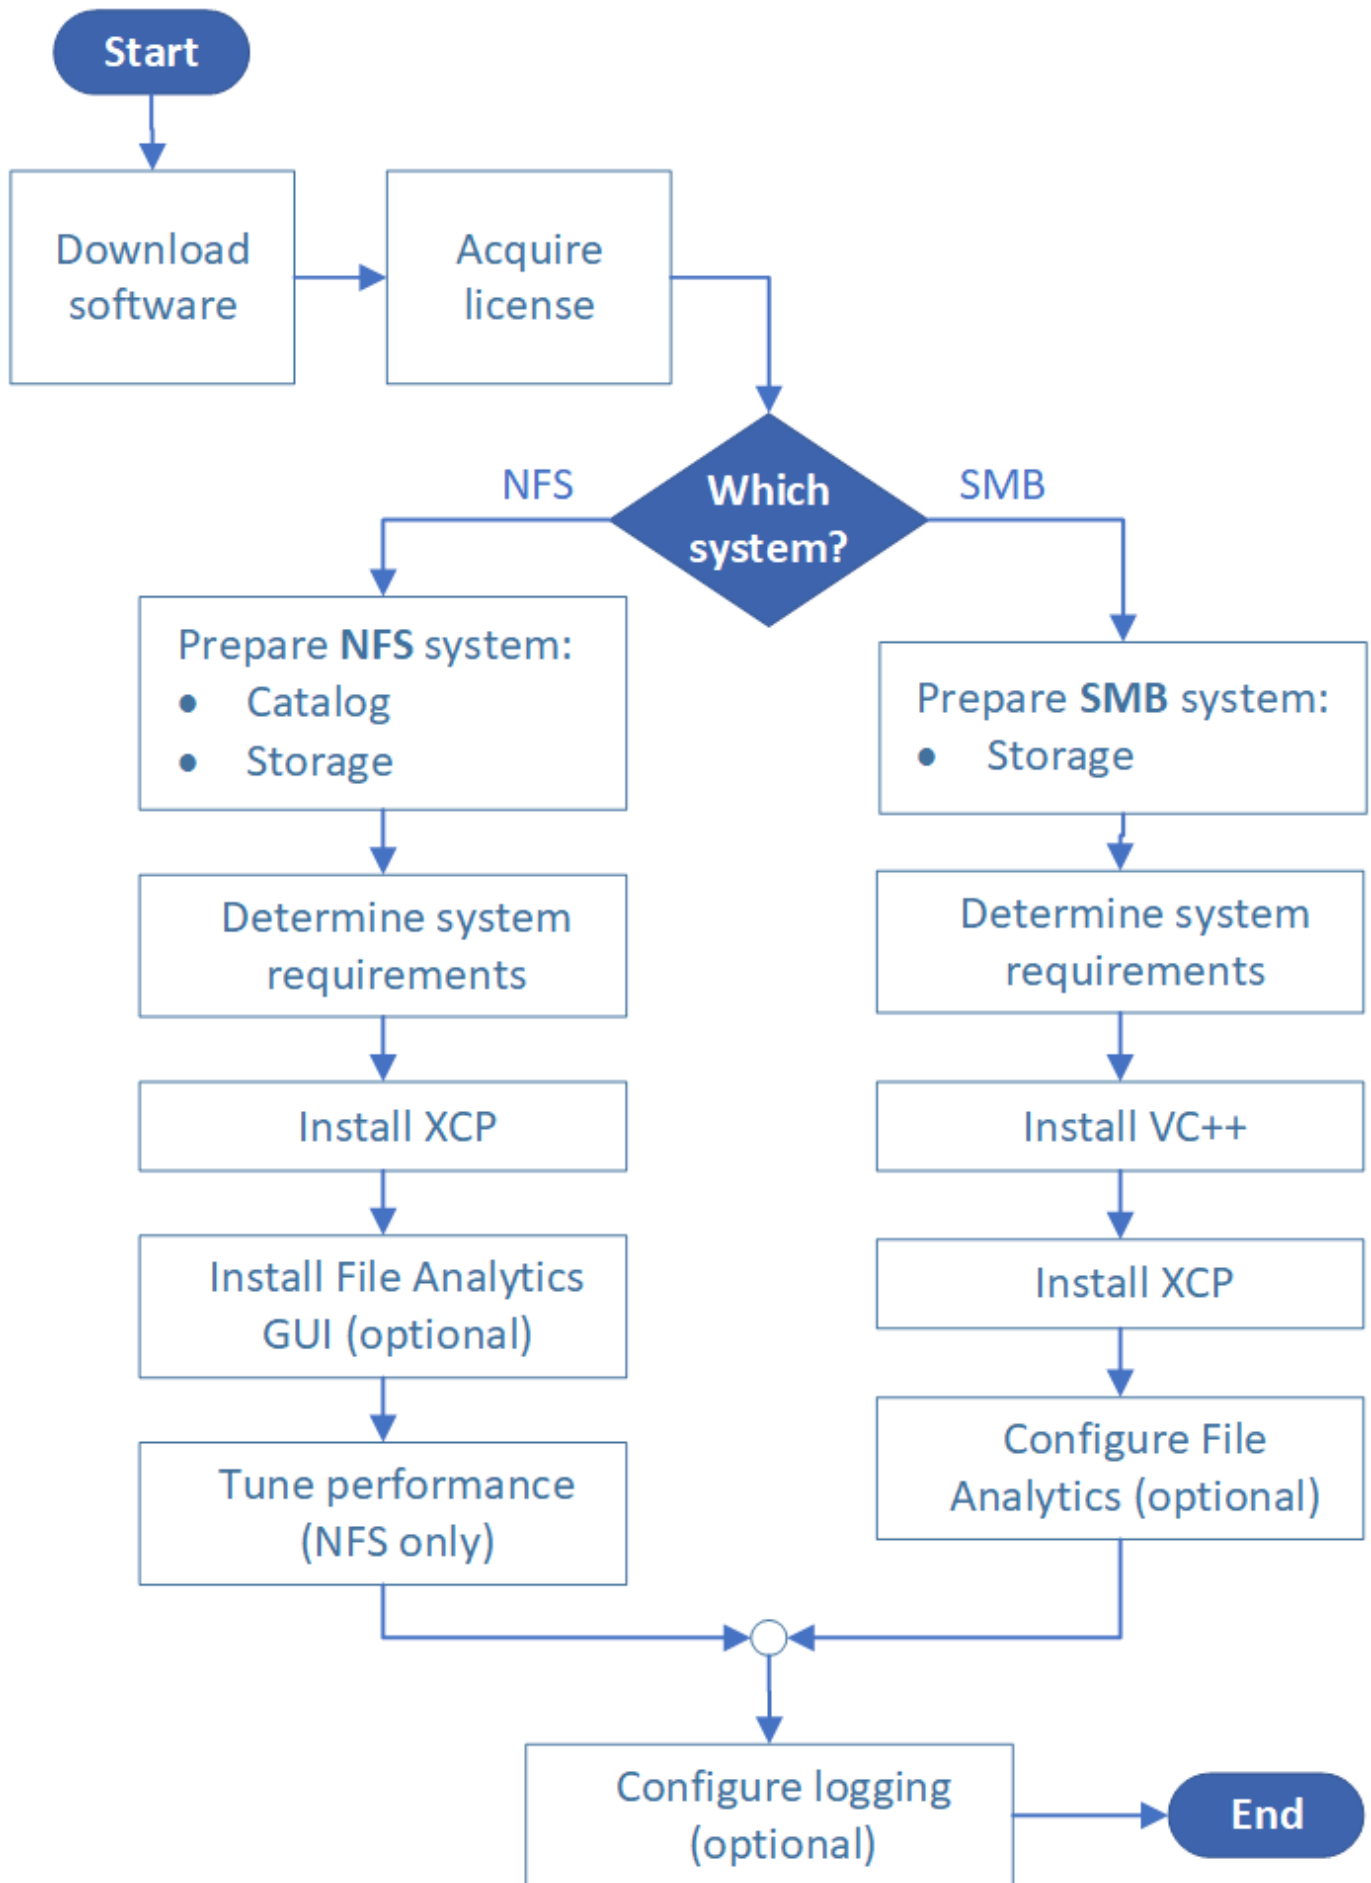 Start
Download
software
Acquire
license
Which
system?
NFS
SMB
Prepare NFS system:
• Catalog
• Storage
Determine system
requirements
Install XCP
Install File Analytics
GUI (optional)
Tune performance
(NFS only)
Prepare SMB system:
• Storage
Determine system
requirements
Install VC++
Install XCP
Configure File
Analytics (optional)
Configure logging
(optional)
End